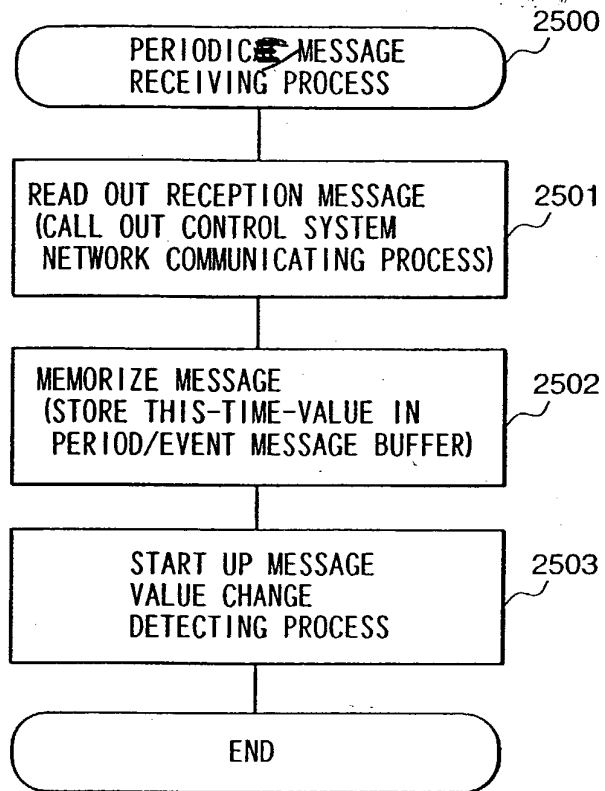 2500
PERIODIC MESSAGE
RECEIVING PROCESS
READ OUT RECEPTION MESSAGE
(CALL OUT CONTROL SYSTEM
NETWORK COMMUNICATING PROCESS)
2501
MEMORIZE MESSAGE
(STORE THIS-TIME-VALUE IN
PERIOD/EVENT MESSAGE BUFFER)
2502
START UP MESSAGE
VALUE CHANGE
DETECTING PROCESS
2503
END